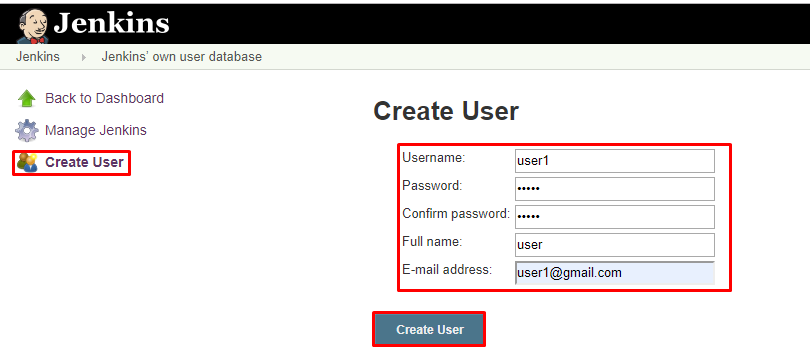 Jenkins
Jenkins Jenkins' own user database
Back to Dashboard
Manage Jenkins
Create User
Create User
Username: user1
Password: •••••
Confirm password: •••••
Full name: user
E-mail address: user1@gmail.com
Create User